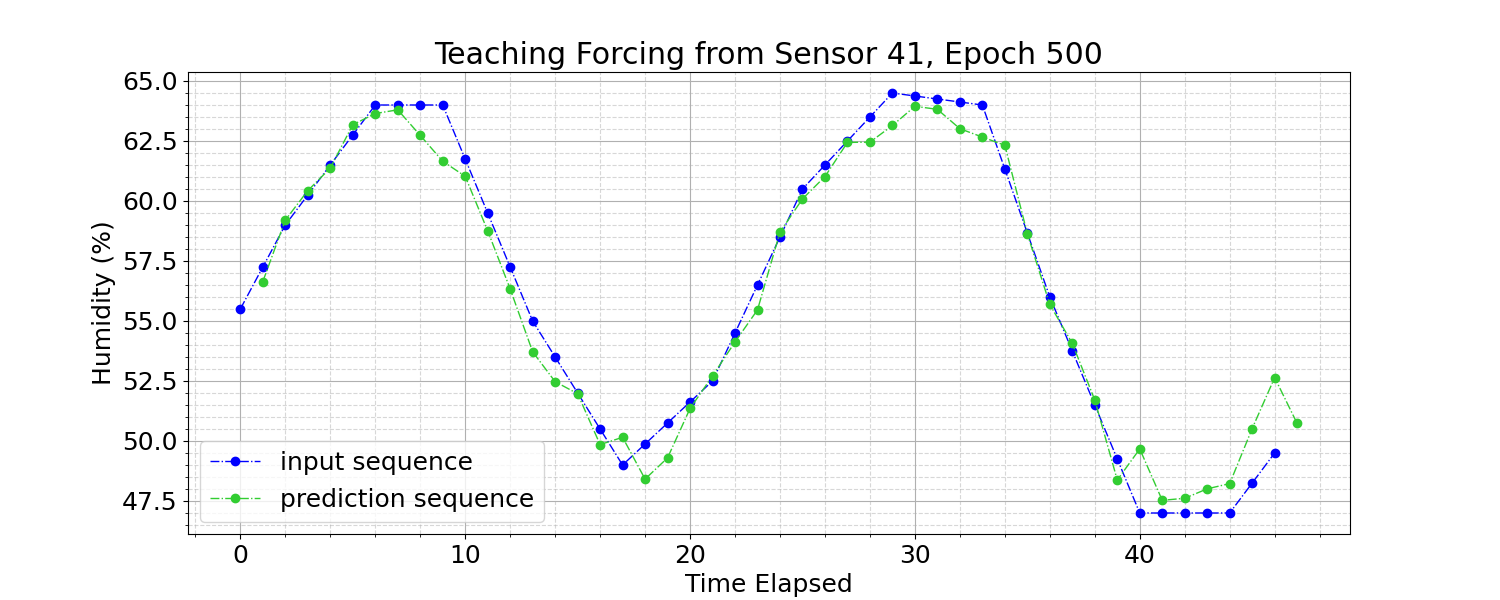 Teaching Forcing from Sensor 41, Epoch 500
Humidity (%)
65.0
62.5
60.0
57.5
55.0
52.5
50.0
47.5
input sequence
prediction sequence
0 10 20 30 40
Time Elapsed